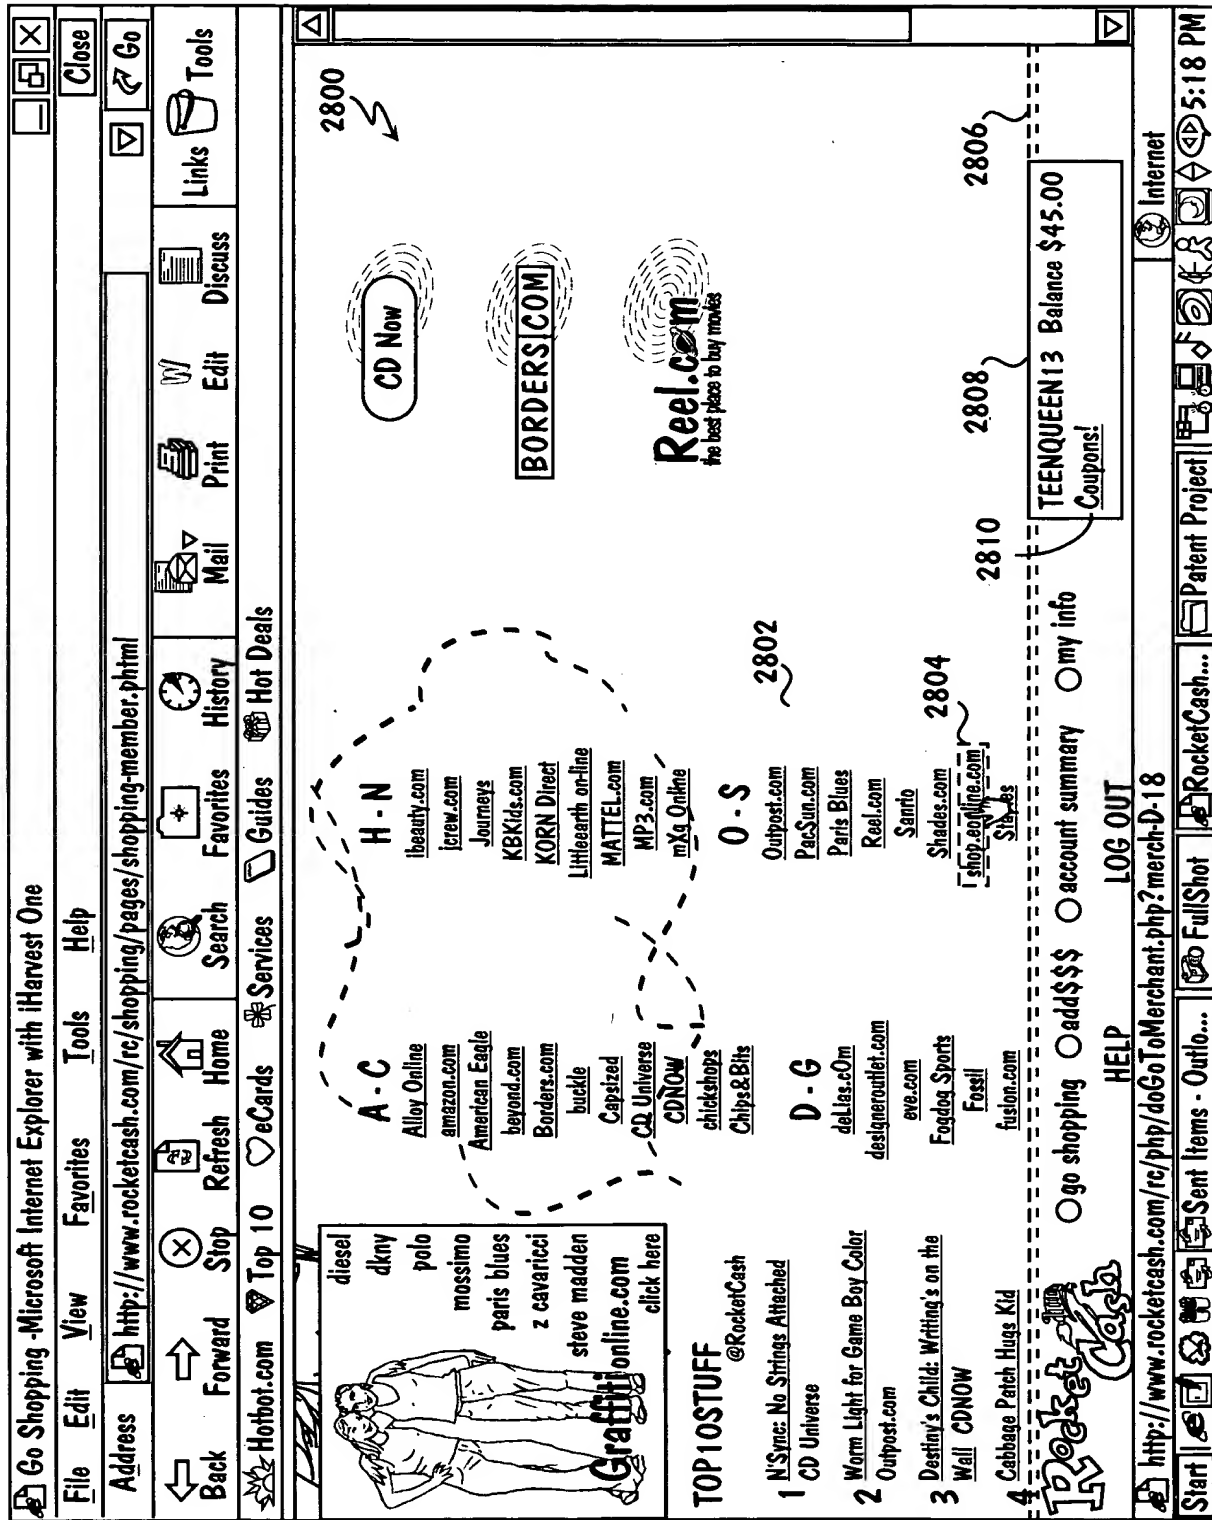 Go Shopping -Microsoft Internet Explorer with iHarvest One
File Edit View Favorites Tools Help Close
Address http://www.rocketcash.com/rc/shopping/pages/shopping-member.phtml Go
Back Forward Stop Refresh Home Search Favorites History Mail Print Edit Discuss Links Tools
Hotbot.com Top 10 eCards Services Guides Hot Deals
2800
diesel
dkny
polo
mossimo
paris blues
z cavaricci
steve madden
Graffitionline.com
click here
TOP10STUFF
@RocketCash
1 N'Sync: No Strings Attached
CD Universe
2 Worm Light for Game Boy Color
Outpost.com
3 Destiny's Child: Writing's on the
Wall CDNOW
4 Cabbage Patch Hugs Kid
A - C
Alloy Online
amazon.com
American Eagle
beyond.com
Borders.com
buckle
Capsized
CD Universe
CDNOW
chickshops
Chips&Bits
D - G
deLias.cOm
designeroutlet.com
eve.com
Fogdog Sports
Fossil
fusion.com
H - N
ibeauty.com
jcrew.com
Journeys
KBKids.com
KORN Direct
Littleearth on-line
MATTEL.com
MP3.com
mXg Online
O - S
Outpost.com
PacSun.com
Paris Blues
Reel.com
Sanrio
Shades.com
shop.eonline.com
Staples
2802
2804
CD Now
BORDERS.COM
Reel.com
the best place to buy movies
2810
2808
2806
Rocket Cash
go shopping add$$$ account summary my info
HELP LOG OUT
TEENQUEEN13 Balance $45.00
Coupons!
http://www.rocketcash.com/rc/php/doGoToMerchant.php?merch-D-18 Internet
Start Sent Items - Outlo... FullShot RocketCash... Patent Project 5:18 PM